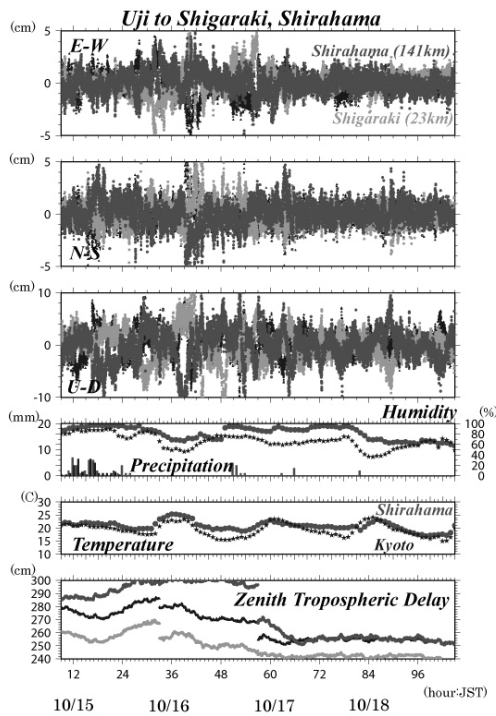 Uji to Shigaraki, Shirahama
(cm)
5
E-W
Shirahama (141km)
0
Shigaraki (23km)
-5
(cm)
5
0
N-S
-5
(cm)
10
0
U-D
-10
(mm)
Humidity
(%)
20
100
80
10
60
40
Precipitation
20
0
0
(C)
30
Shirahama
25
20
15
Temperature
Kyoto
10
(cm)
300
Zenith Tropospheric Delay
280
270
260
250
240
12
24
36
48
60
72
84
96
(hour:JST)
10/15
10/16
10/17
10/18